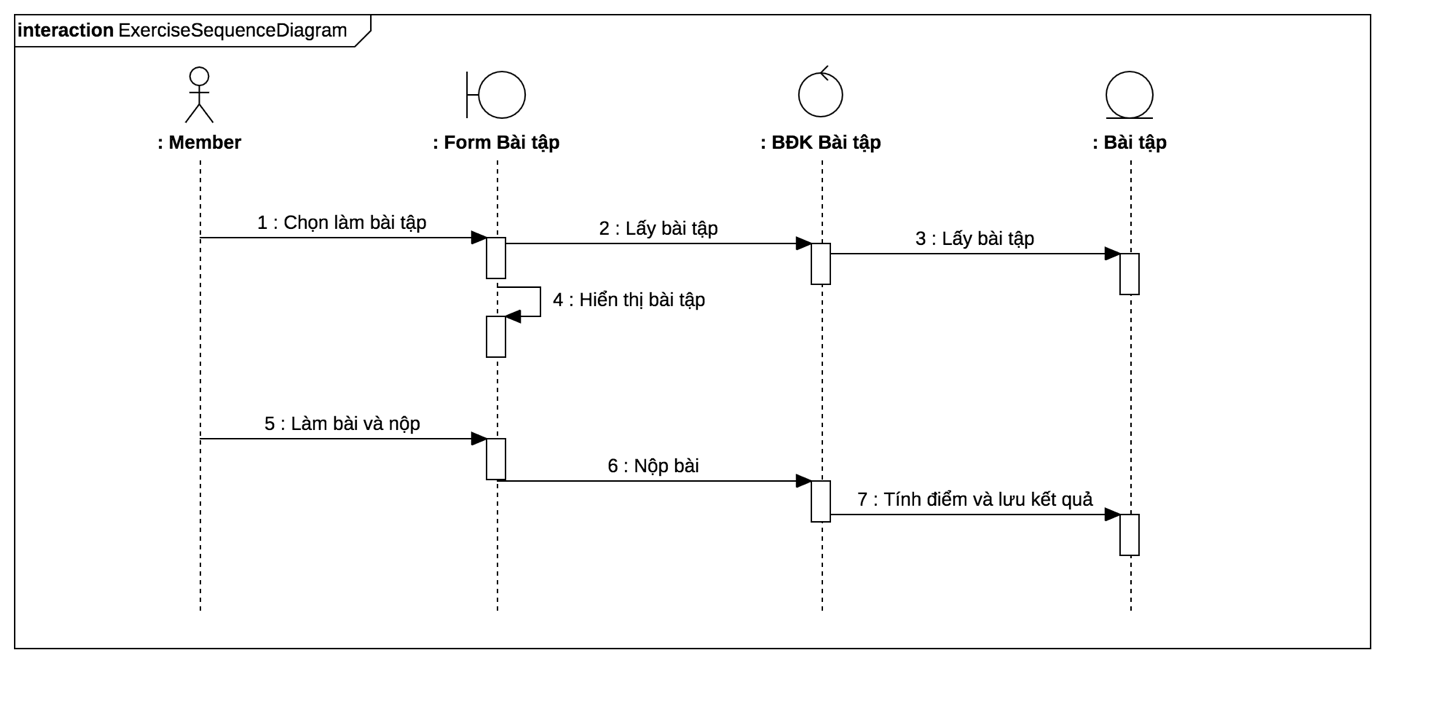 interaction ExerciseSequenceDiagram
: Member
: Form Bài tập
: BĐK Bài tập
: Bài tập
1 : Chọn làm bài tập
2 : Lấy bài tập
3 : Lấy bài tập
4 : Hiển thị bài tập
5 : Làm bài và nộp
6 : Nộp bài
7 : Tính điểm và lưu kết quả